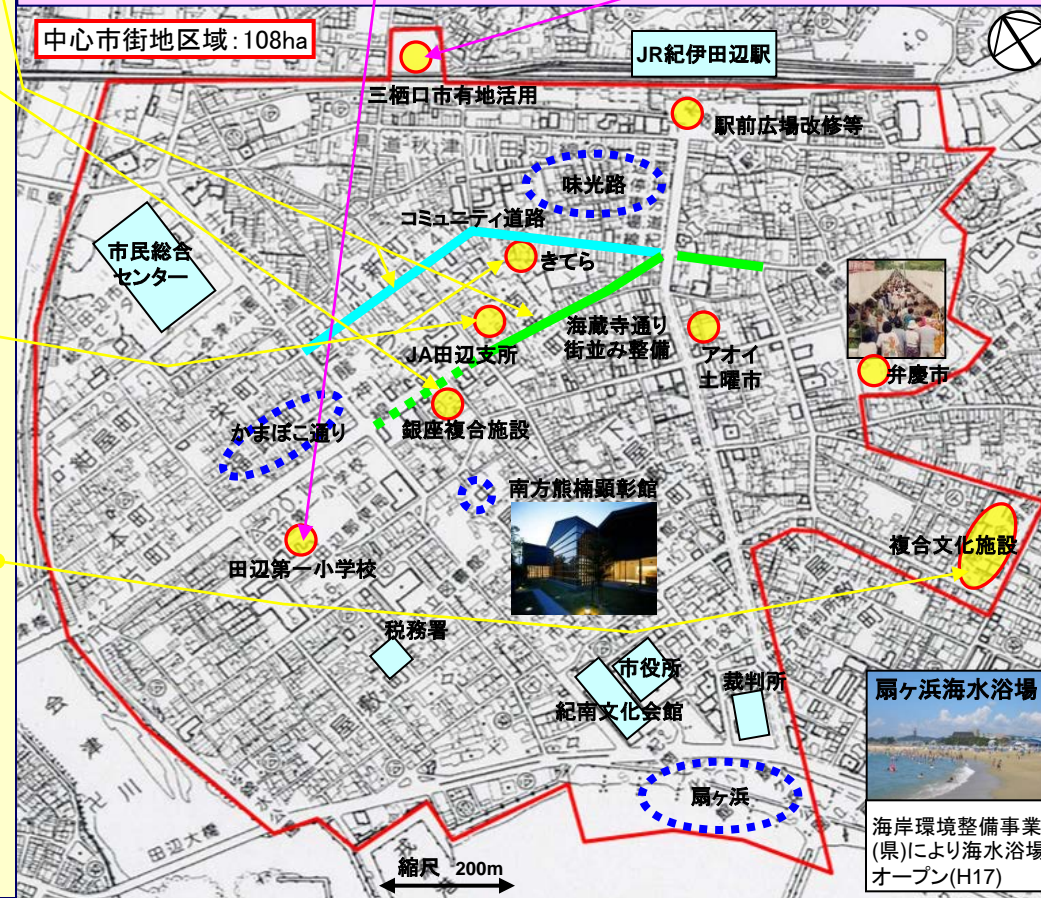 中心市街地区域：108ha
JR紀伊田辺駅
三栖口市有地活用
駅前広場改修等
味光路
コミュニティ道路
市民総合
センター
きてら
海蔵寺通り
街並み整備
JA田辺支所
アオイ
土曜市
弁慶市
かまぼこ通り
銀座複合施設
南方熊楠顕彰館
複合文化施設
田辺第一小学校
税務署
市役所
裁判所
紀南文化会館
扇ヶ浜海水浴場
扇ヶ浜
海岸環境整備事業
(県)により海水浴場
オープン(H17)
田辺大橋
縮尺 200m